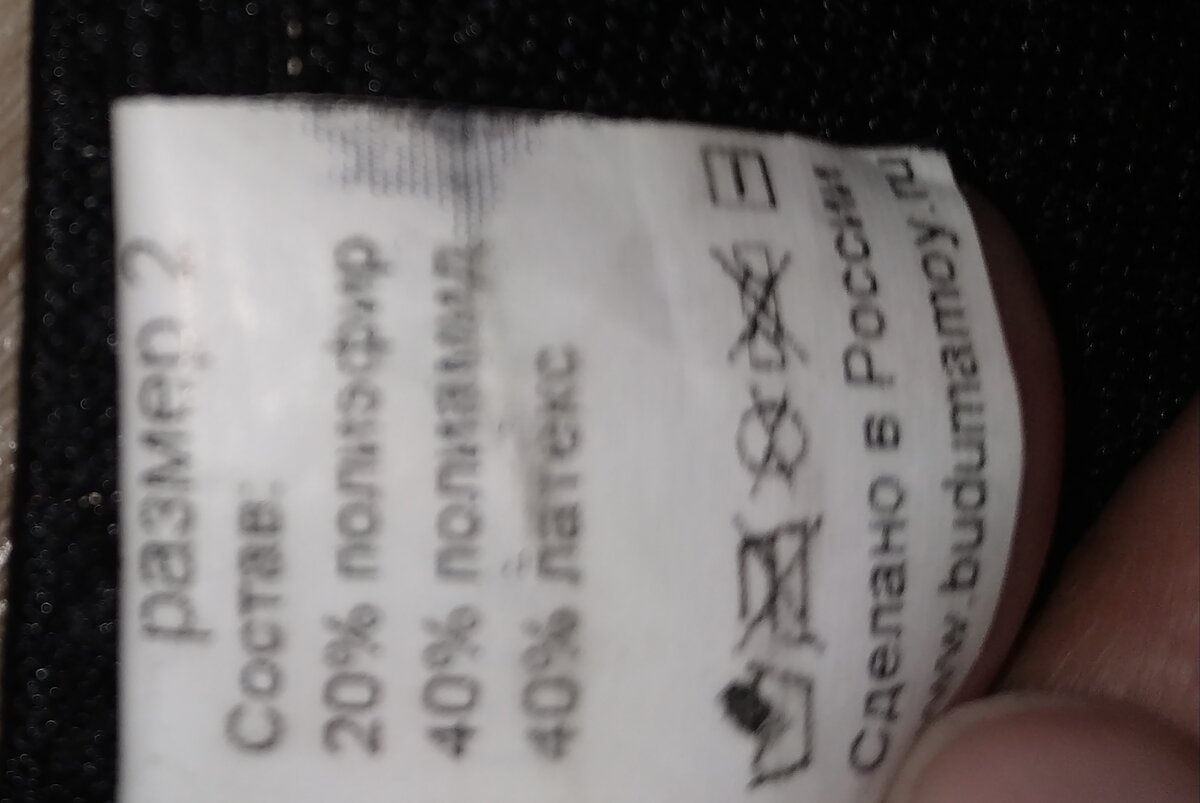 размер 2
Состав:
20% полиэфир
40% полиамид
40% латекс
Сделано в России
www.budumamoy.ru